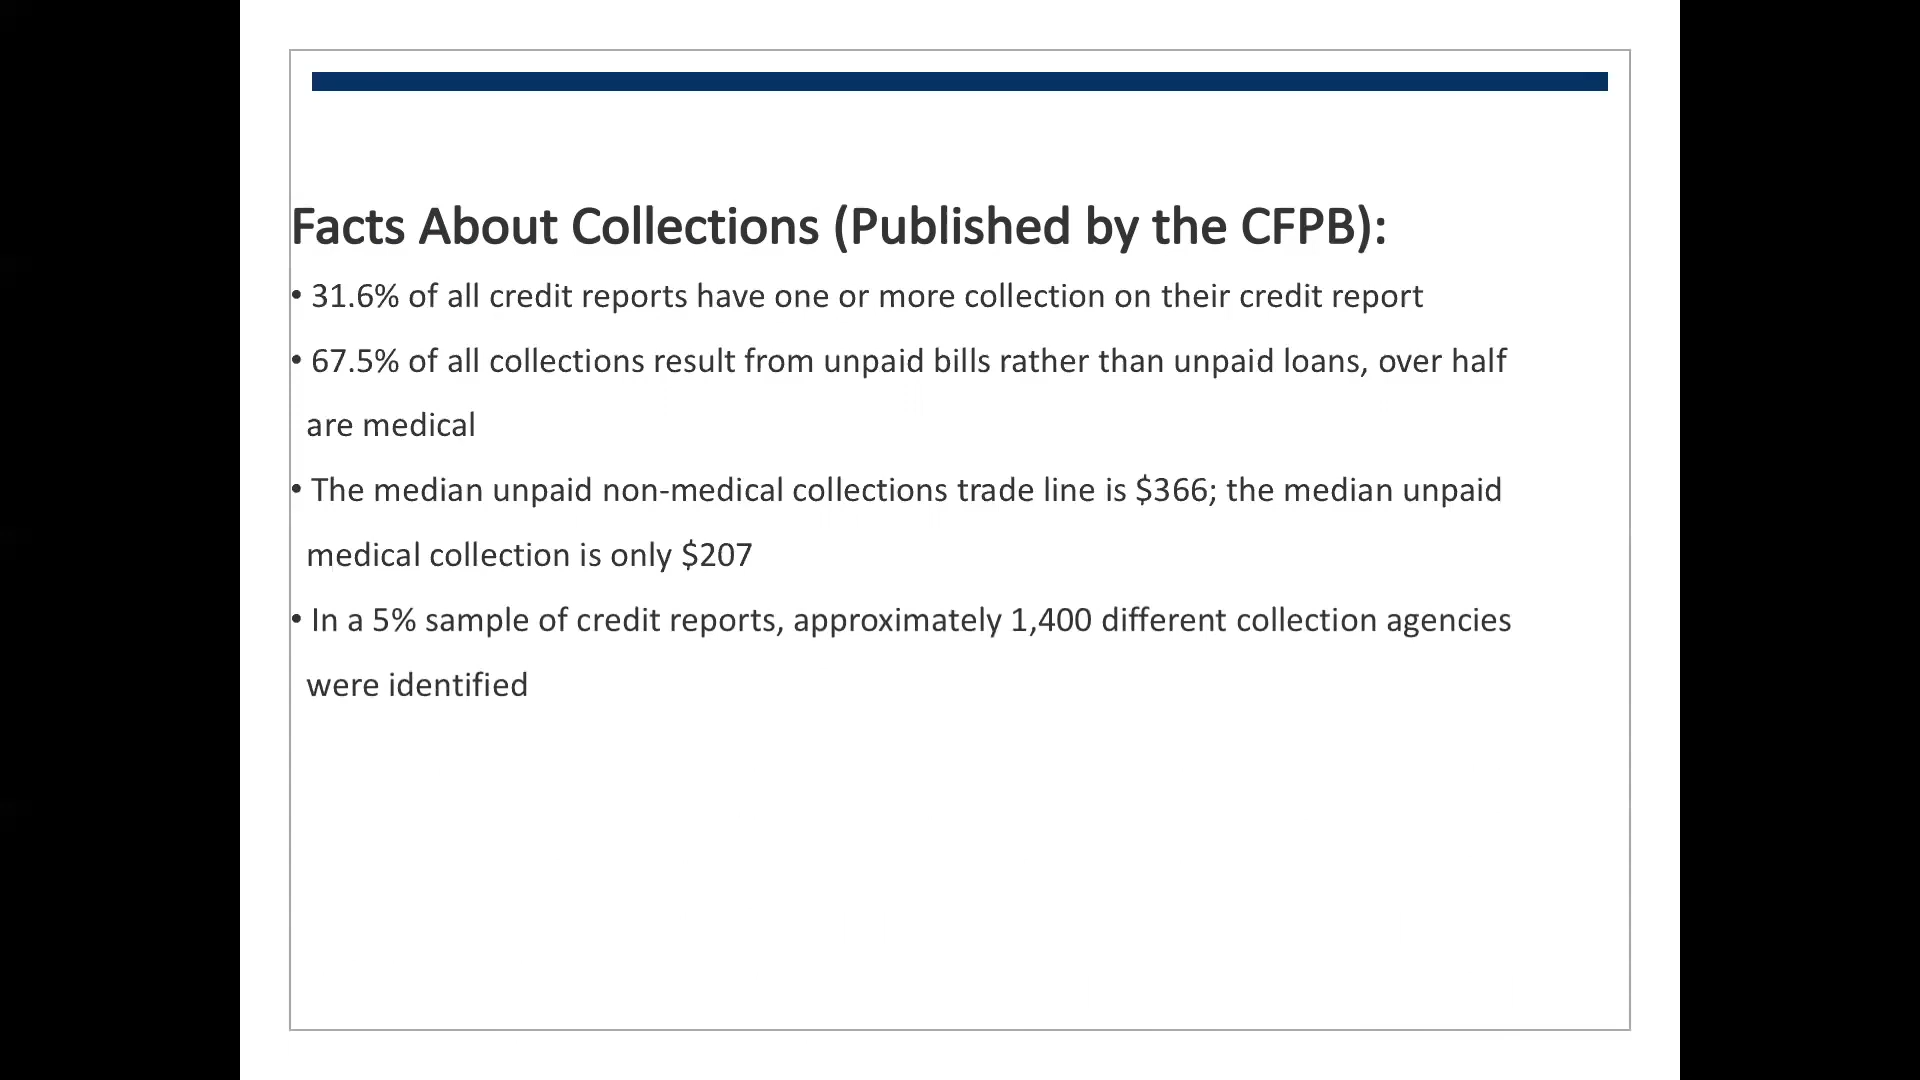 Facts About Collections (Published by the CFPB):
• 31.6% of all credit reports have one or more collection on their credit report
• 67.5% of all collections result from unpaid bills rather than unpaid loans, over half
are medical
• The median unpaid non-medical collections trade line is $366; the median unpaid
medical collection is only $207
• In a 5% sample of credit reports, approximately 1,400 different collection agencies
were identified